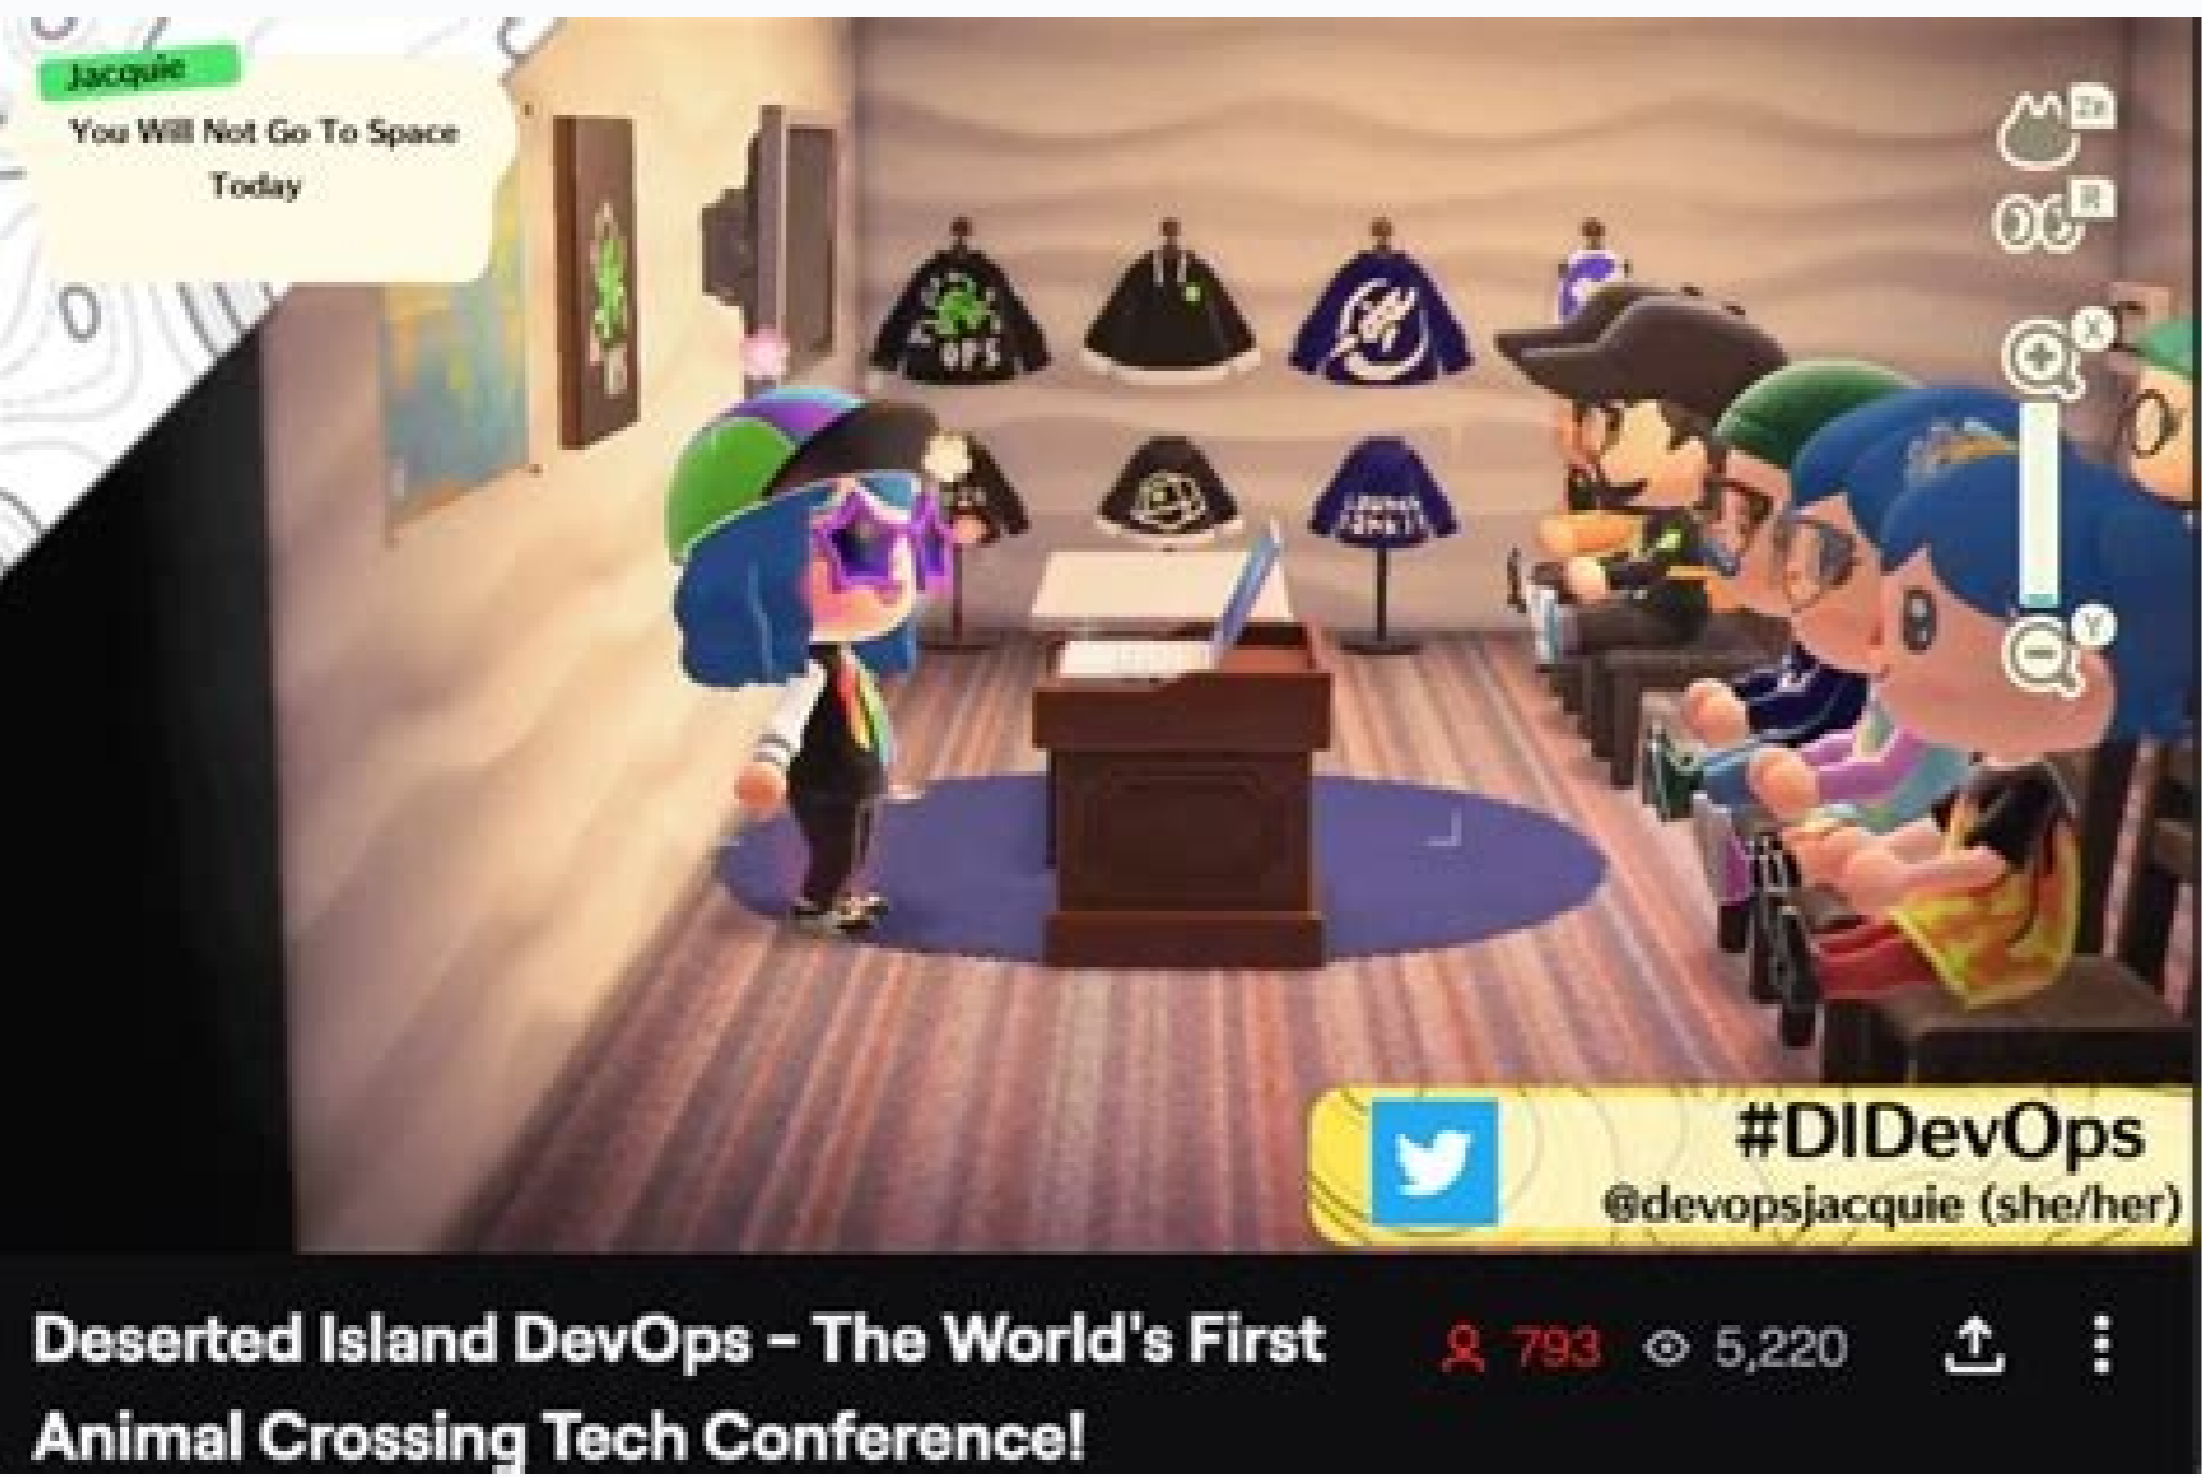 Jacquie
You Will Not Go To Space
Today
R
X
OPS
Y
#DIDevOps
@devopsjacquie (she/her)
Deserted Island DevOps – The World's First
Animal Crossing Tech Conference!
793
5,220